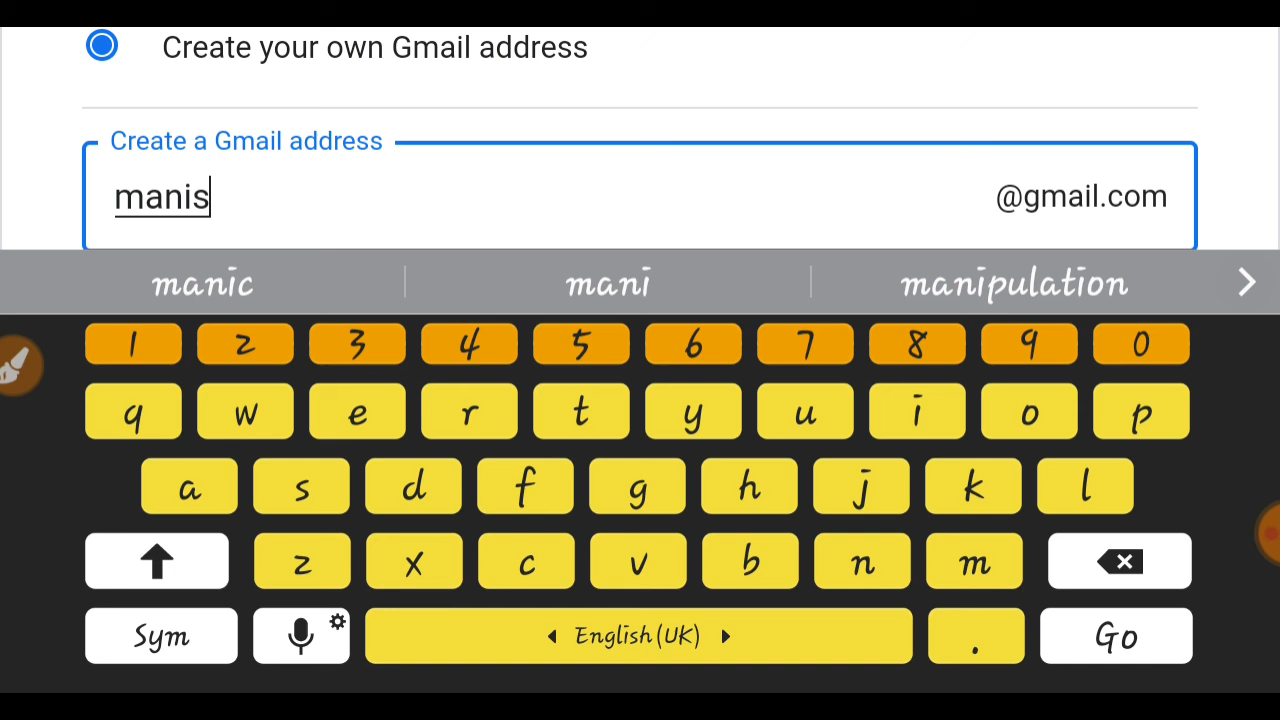 Create your own Gmail address
Create a Gmail address
manis @gmail.com
manic mani manipulation
1 2 3 4 5 6 7 8 9 0
q w e r t y u i o p
a s d f g h j k l
z x c v b n m
Sym English(UK) . Go